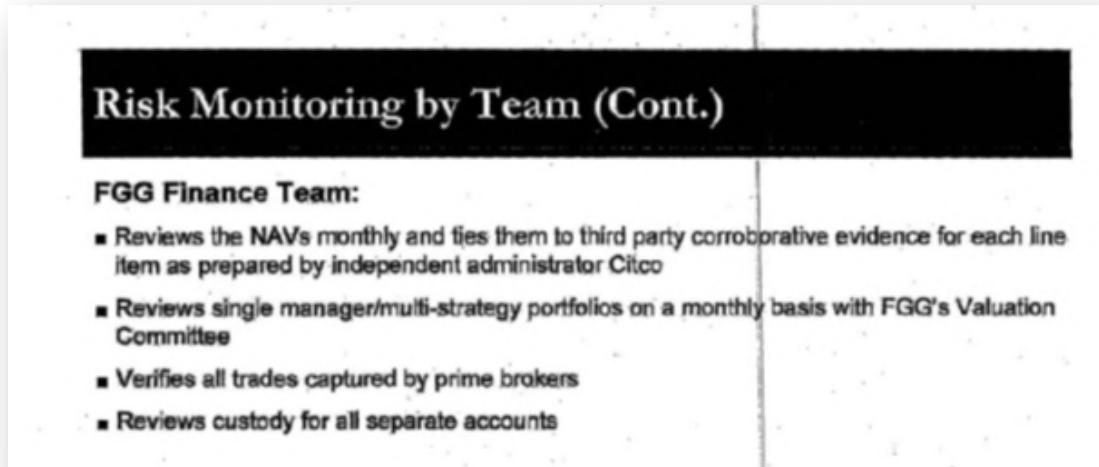 Risk Monitoring by Team (Cont.)
FGG Finance Team:
■ Reviews the NAVs monthly and ties them to third party corroborative evidence for each line
item as prepared by independent administrator Citco
■ Reviews single manager/multi-strategy portfolios on a monthly basis with FGG's Valuation
Committee
■ Verifies all trades captured by prime brokers
■ Reviews custody for all separate accounts